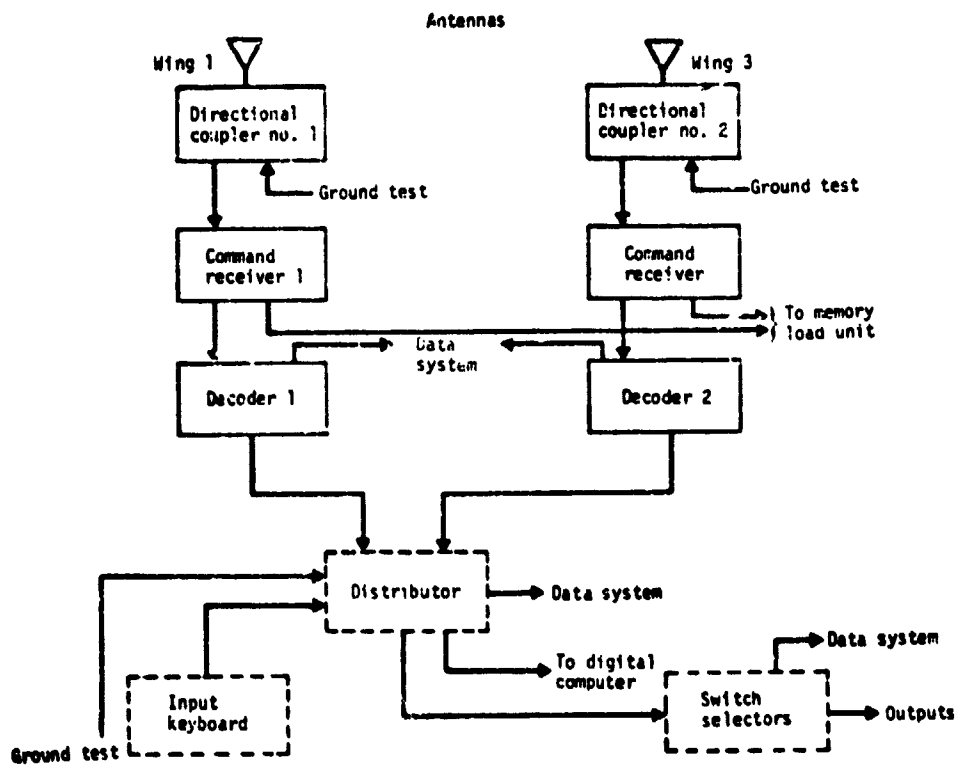 Antennas
Wing 1
Wing 3
Directional
coupler no. 1
Directional
coupler no. 2
Ground test
Ground test
Command
receiver 1
Command
receiver
To memory
load unit
Data
system
Decoder 1
Decoder 2
Distributor
Data system
Data system
To digital
computer
Input
keyboard
Switch
selectors
Outputs
Ground test